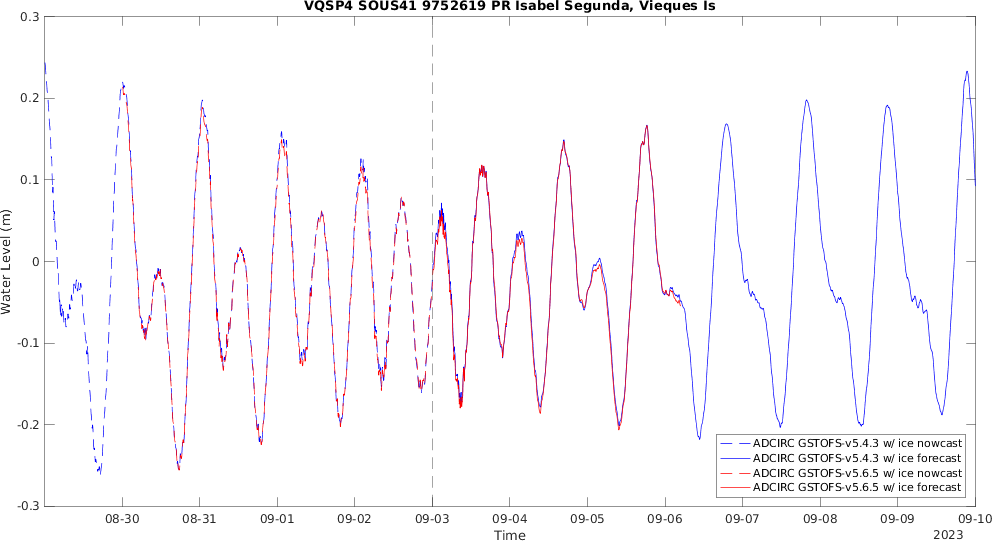 VQSP4 SOUS41 9752619 PR Isabel Segunda, Vieques Is
0.3
0.2
0.1
0
-0.1
-0.2
-0.3
Water Level (m)
08-30 08-31 09-01 09-02 09-03 09-04 09-05 09-06 09-07 09-08 09-09 09-10
Time
2023
ADCIRC GSTOFS-v5.4.3 w/ ice nowcast
ADCIRC GSTOFS-v5.4.3 w/ ice forecast
ADCIRC GSTOFS-v5.6.5 w/ ice nowcast
ADCIRC GSTOFS-v5.6.5 w/ ice forecast